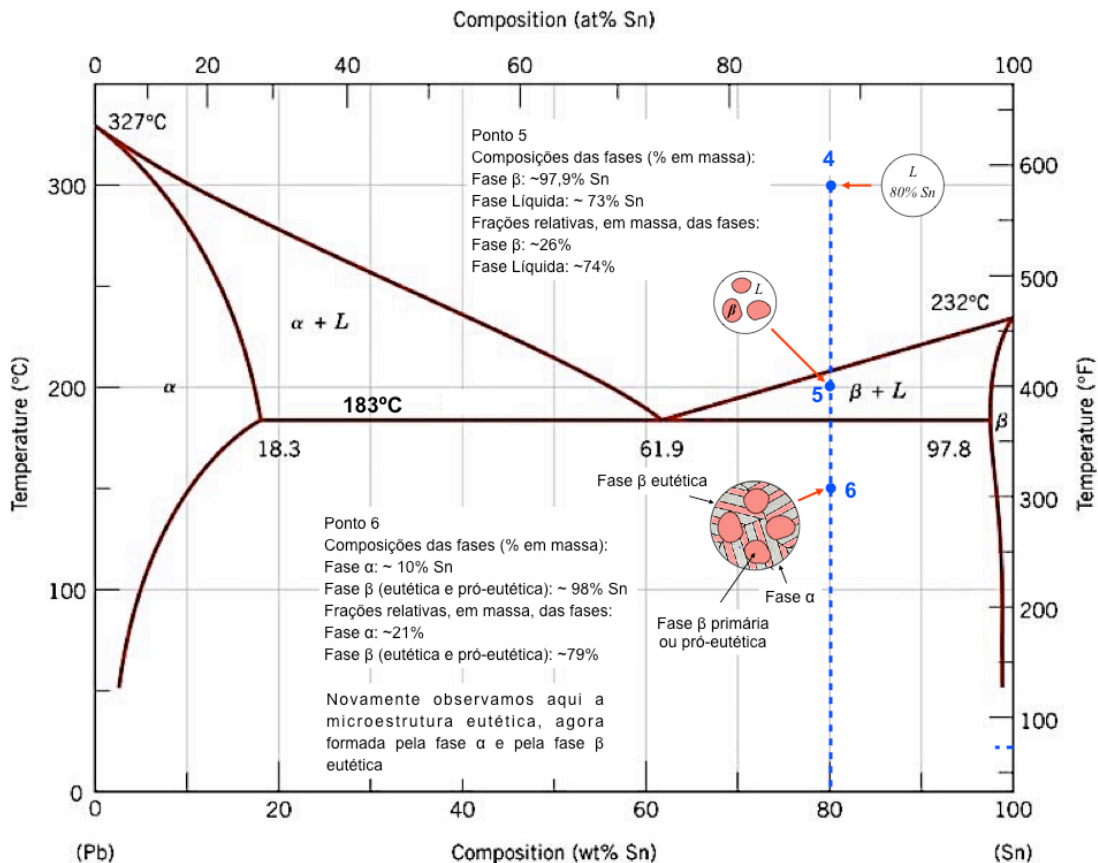 Composition (at% Sn)
0 20 40 60 80 100
327°C
Ponto 5
Composições das fases (% em massa):
Fase β: ~97,9% Sn
Fase Líquida: ~ 73% Sn
Frações relativas, em massa, das fases:
Fase β: ~26%
Fase Líquida: ~74%
4
L
80% Sn
300
600
L
β
500
232°C
α + L
Temperature (°C)
α
200
183ºC
5
β + L
400
Temperature (°F)
β
18.3
61.9
97.8
Fase β eutética
6
300
Ponto 6
Composições das fases (% em massa):
Fase α: ~ 10% Sn
Fase β (eutética e pró-eutética): ~ 98% Sn
Frações relativas, em massa, das fases:
Fase α: ~21%
Fase β (eutética e pró-eutética): ~79%
Fase α
Fase β primária
ou pró-eutética
100
200
Novamente observamos aqui a
microestrutura eutética, agora
formada pela fase α e pela fase β
eutética
100
0
0 20 40 60 80 100
(Pb) Composition (wt% Sn) (Sn)